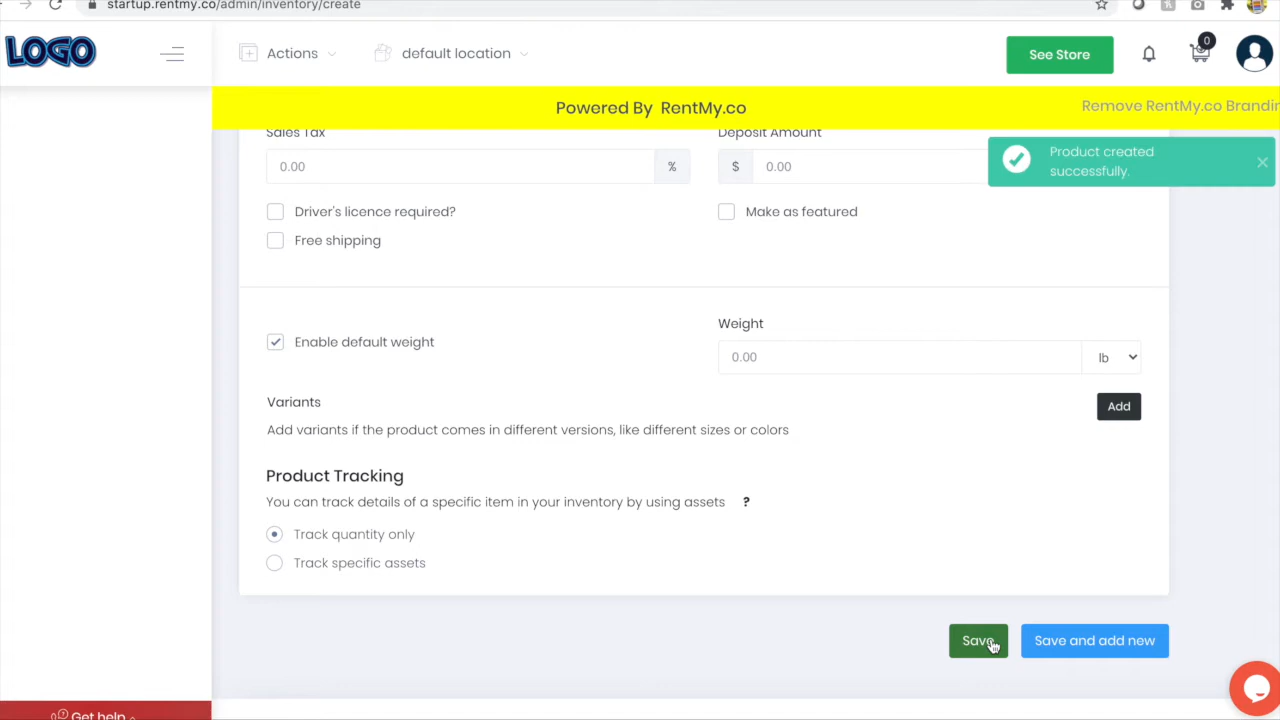 startup.rentmy.co/admin/inventory/create
LOGO
Actions
default location
See Store
0
Powered By RentMy.co
Remove RentMy.co
Sales Tax
Deposit Amount
0.00
%
$
0.00
Product created
successfully.
Driver's licence required?
Make as featured
Free shipping
Enable default weight
Weight
0.00
lb
Variants
Add
Add variants if the product comes in different versions, like different sizes or colors
Product Tracking
You can track details of a specific item in your inventory by using assets ?
Track quantity only
Track specific assets
Save
Save and add new
Get help